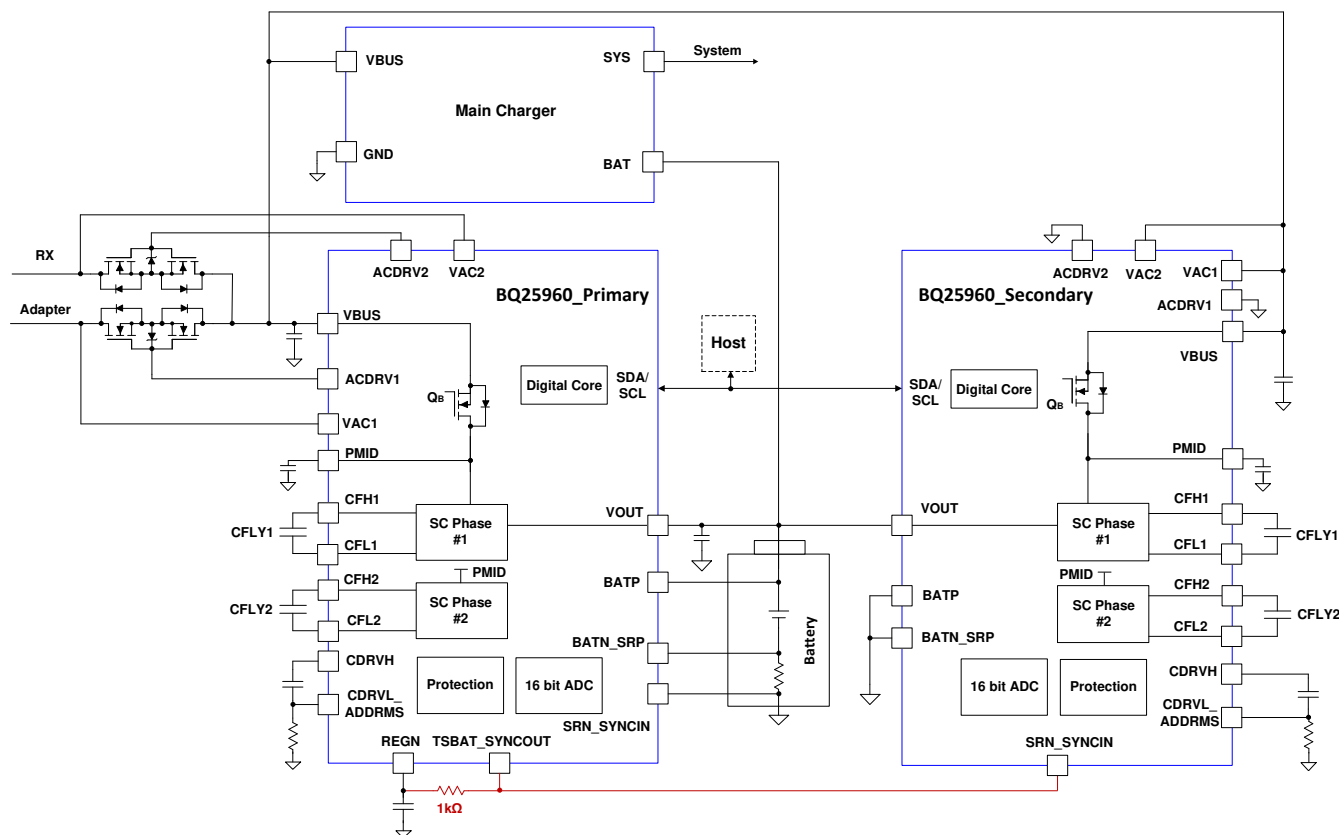 VBUS
SYS
System
Main Charger
GND
BAT
RX
Adapter
ACDRV2
VAC2
BQ25960_Primary
VBUS
ACDRV1
VAC1
PMID
QB
Digital Core
SDA/
SCL
Host
CFH1
CFLY1
CFL1
SC Phase
#1
VOUT
CFH2
CFLY2
CFL2
PMID
SC Phase
#2
BATP
BATN_SRP
CDRVH
CDRVL_
ADDRMS
Protection
16 bit ADC
SRN_SYNCIN
REGN
TSBAT_SYNCOUT
1kΩ
Battery
ACDRV2
VAC2
VAC1
BQ25960_Secondary
ACDRV1
VBUS
SDA/
SCL
Digital Core
QB
PMID
VOUT
SC Phase
#1
CFH1
CFLY1
CFL1
PMID
SC Phase
#2
CFH2
CFLY2
CFL2
BATP
BATN_SRP
16 bit ADC
Protection
CDRVH
CDRVL_
ADDRMS
SRN_SYNCIN